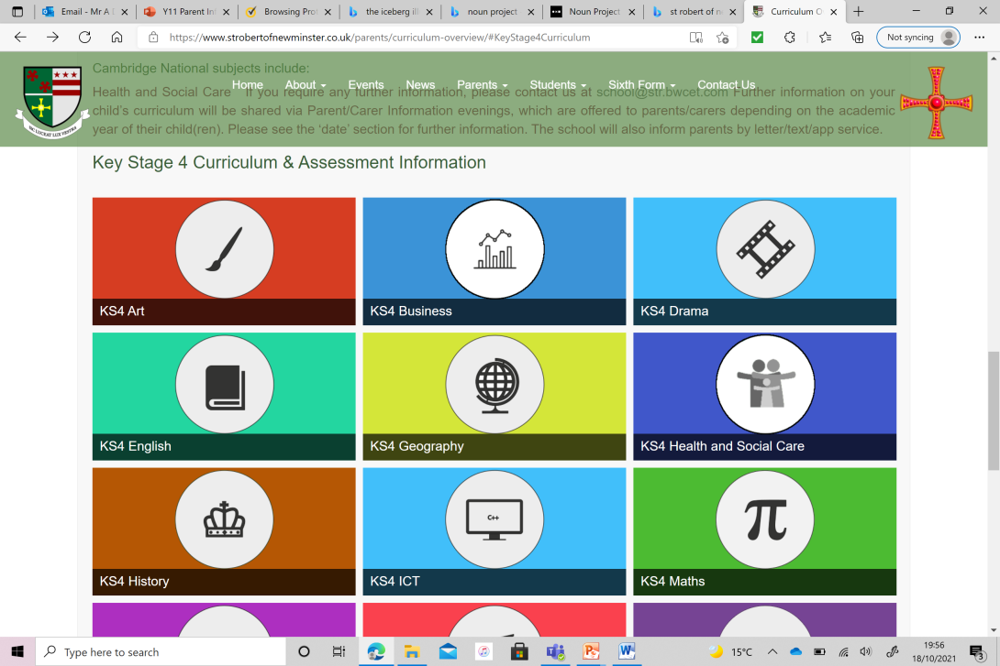 Email - Mr A
Y11 Parent In
Browsing Pro
the iceberg ill
noun project
Noun Project
st robert of n
Curriculum O
https://www.strobertofnewminster.co.uk/parents/curriculum-overview/#KeyStage4Curriculum
Not syncing
Cambridge National subjects include:
Home About Events News Parents Students Sixth Form Contact Us
Health and Social Care If you require any further information, please contact us at school@str.bwcet.com Further information on your
child's curriculum will be shared via Parent/Carer Information evenings, which are offered to parents/carers depending on the academic
year of their child(ren). Please see the 'date' section for further information. The school will also inform parents by letter/text/app service.
SIC LUCEAT LUX VESTRA
Key Stage 4 Curriculum & Assessment Information
KS4 Art
KS4 Business
KS4 Drama
KS4 English
KS4 Geography
KS4 Health and Social Care
C++
π
KS4 History
KS4 ICT
KS4 Maths
Type here to search
15°C
19:56
18/10/2021
3